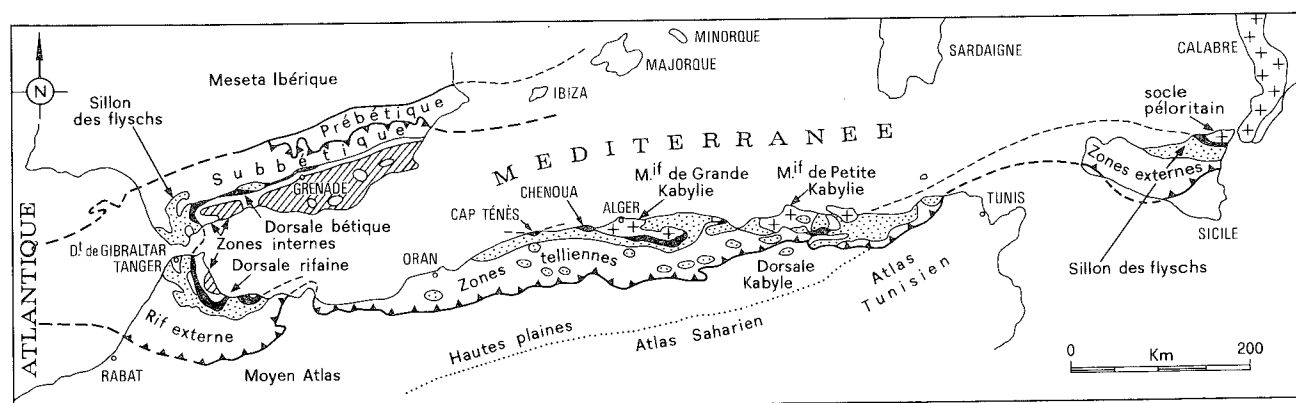 MINORQUE
MAJORQUE
IBIZA
SARDAIGNE
CALABRE
N
Meseta Ibérique
Sillon
des flyschs
Prébétique
Subbétique
GRENADE
MEDITERRANEE
socle
péloritain
Zones externes
SICILE
Sillon des flyschs
M.if de Grande
Kabylie
M.if de Petite
Kabylie
CHENOUA
ALGER
CAP TÉNÈS
TUNIS
ATLANTIQUE
Dorsale bétique
Zones internes
Dt de GIBRALTAR
TANGER
Dorsale rifaine
ORAN
Zones telliennes
Dorsale
Kabyle
Atlas
Tunisien
Rif externe
RABAT
Moyen Atlas
Hautes plaines
Atlas Saharien
0 Km 200